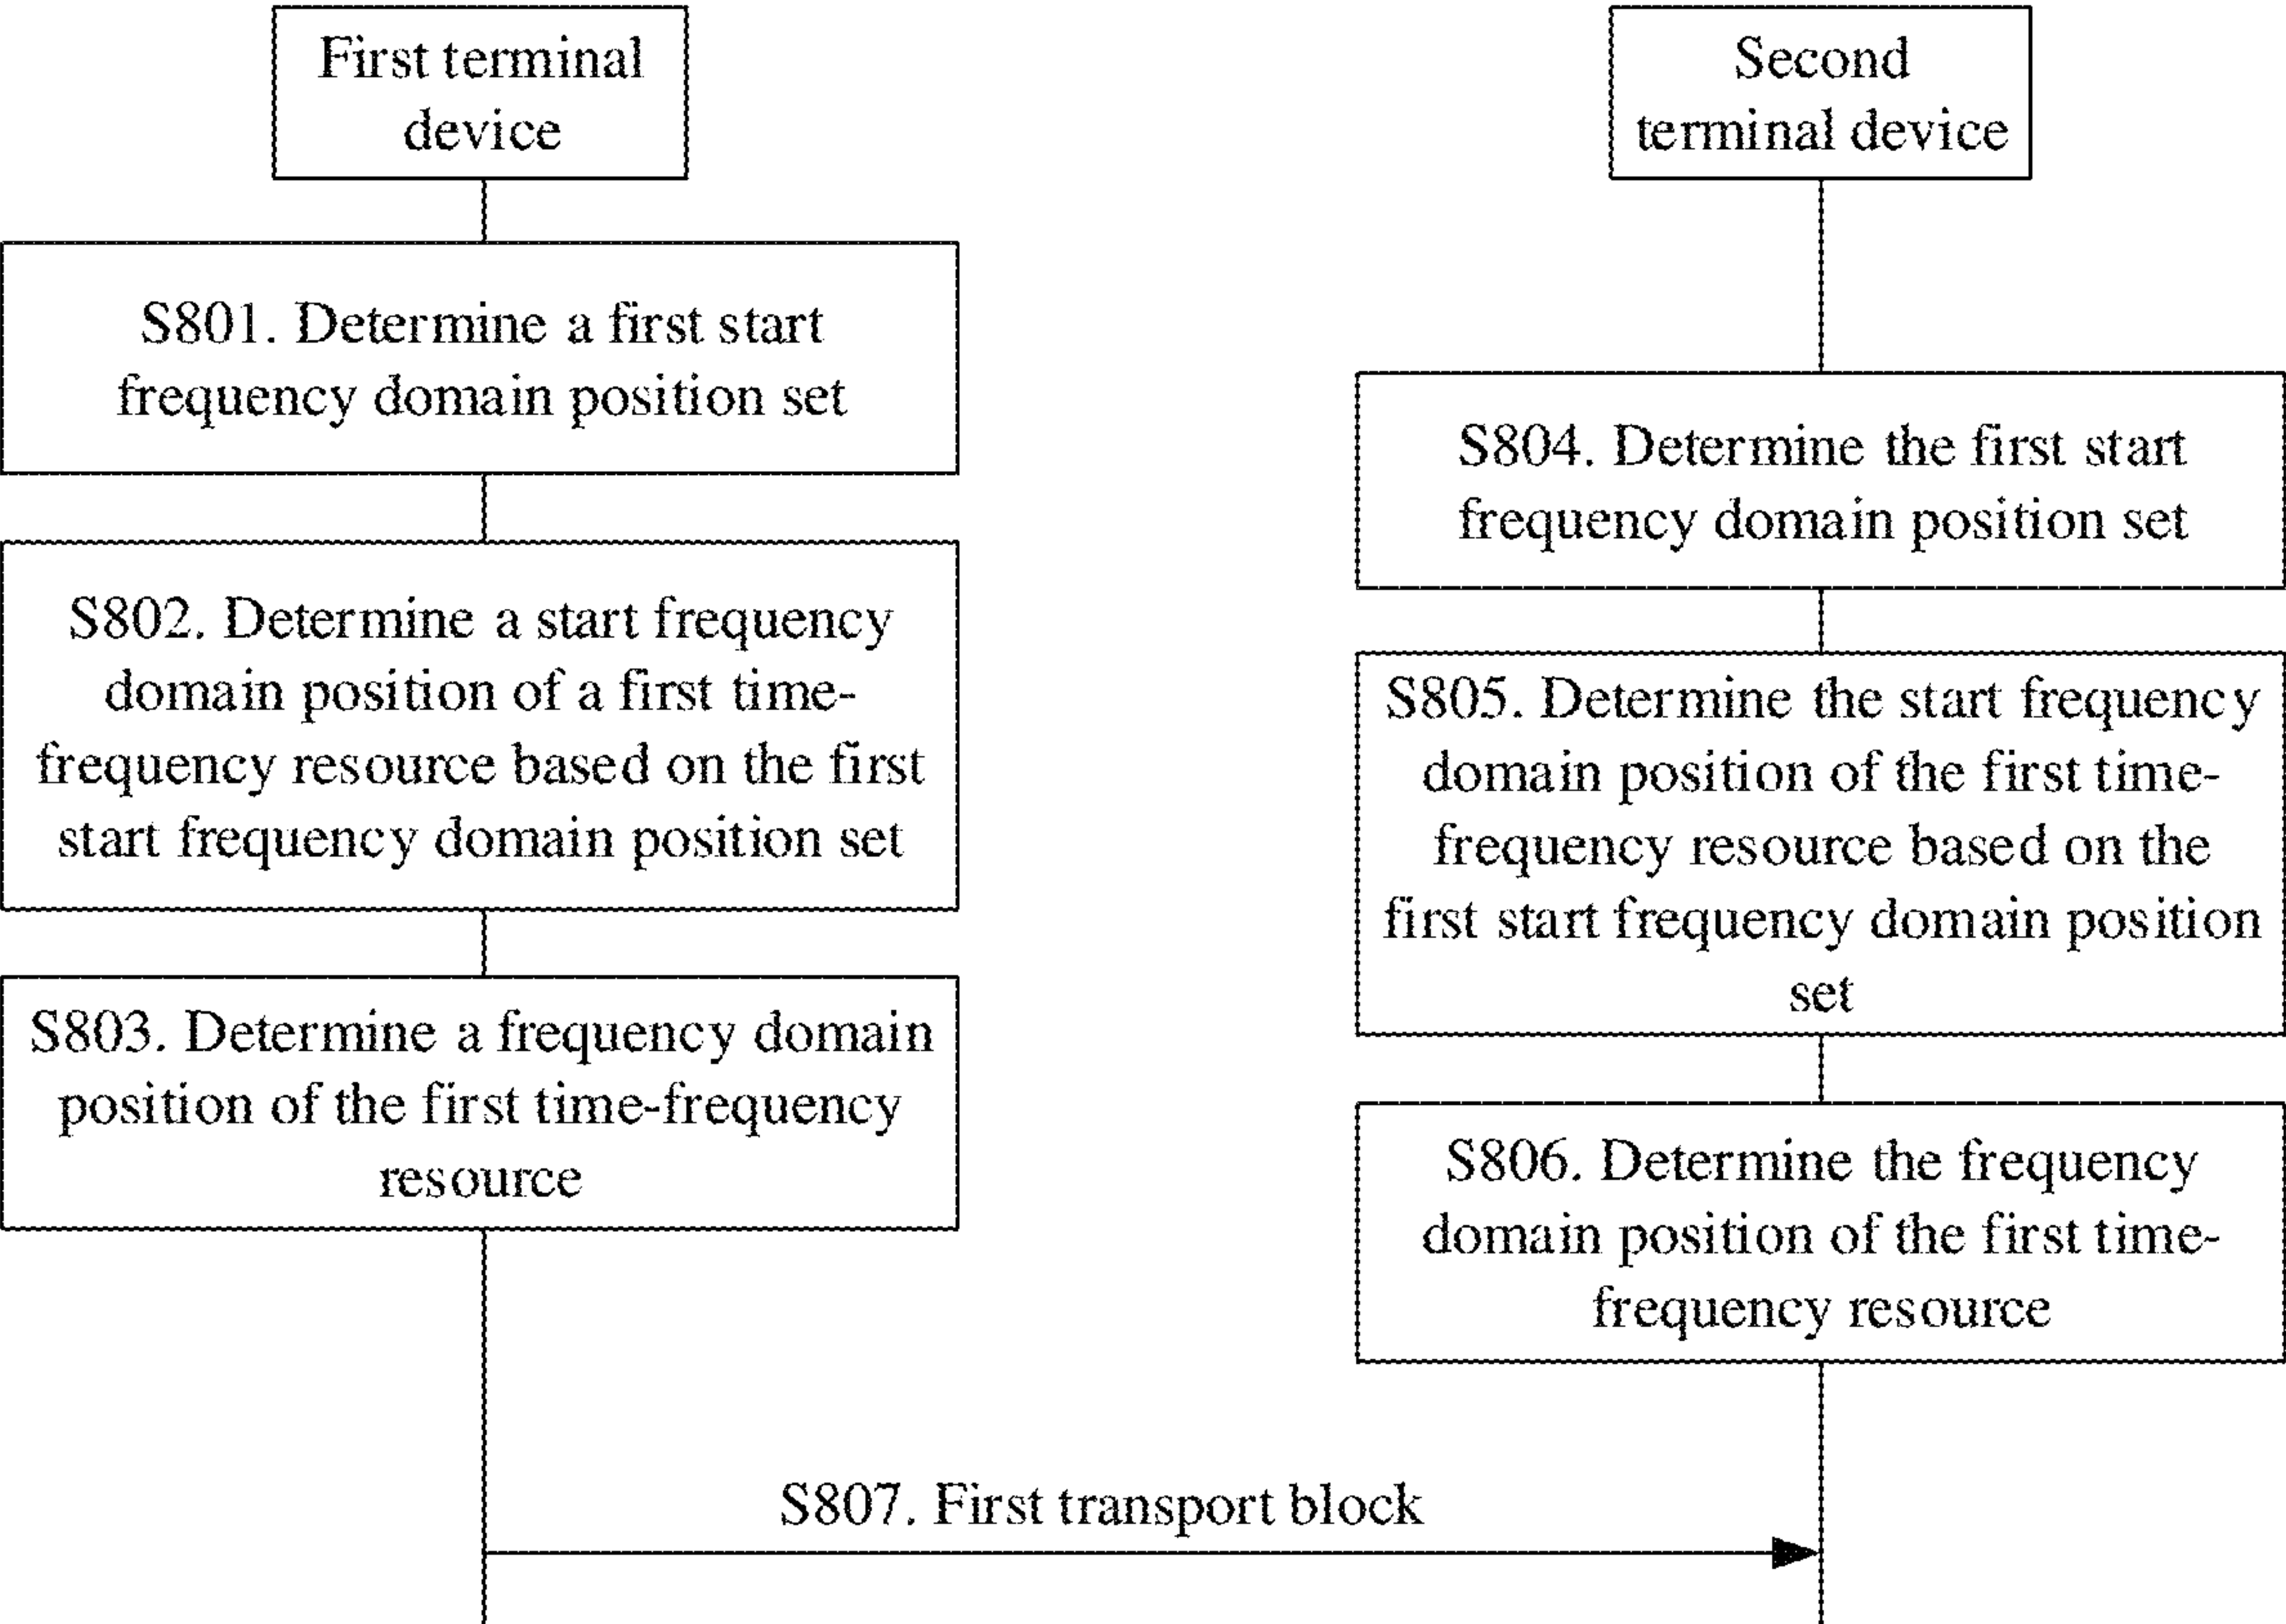 First terminal
device
Second
terminal device
S801. Determine a first start
frequency domain position set
S802. Determine a start frequency
domain position of a first time-
frequency resource based on the first
start frequency domain position set
S803. Determine a frequency domain
position of the first time-frequency
resource
S804. Determine the first start
frequency domain position set
S805. Determine the start frequency
domain position of the first time-
frequency resource based on the
first start frequency domain position
set
S806. Determine the frequency
domain position of the first time-
frequency resource
S807. First transport block